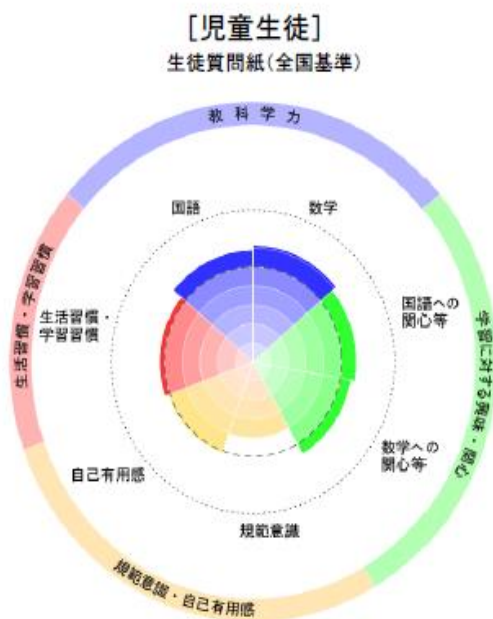 [児童生徒]
生徒質問紙(全国基準)
教科学力
国語
数学
生活習慣・学習習慣
生活習慣・
学習習慣
国語への
関心等
学習に対する興味・関心
数学への
関心等
自己有用感
規範意識
規範意識・自己有用感